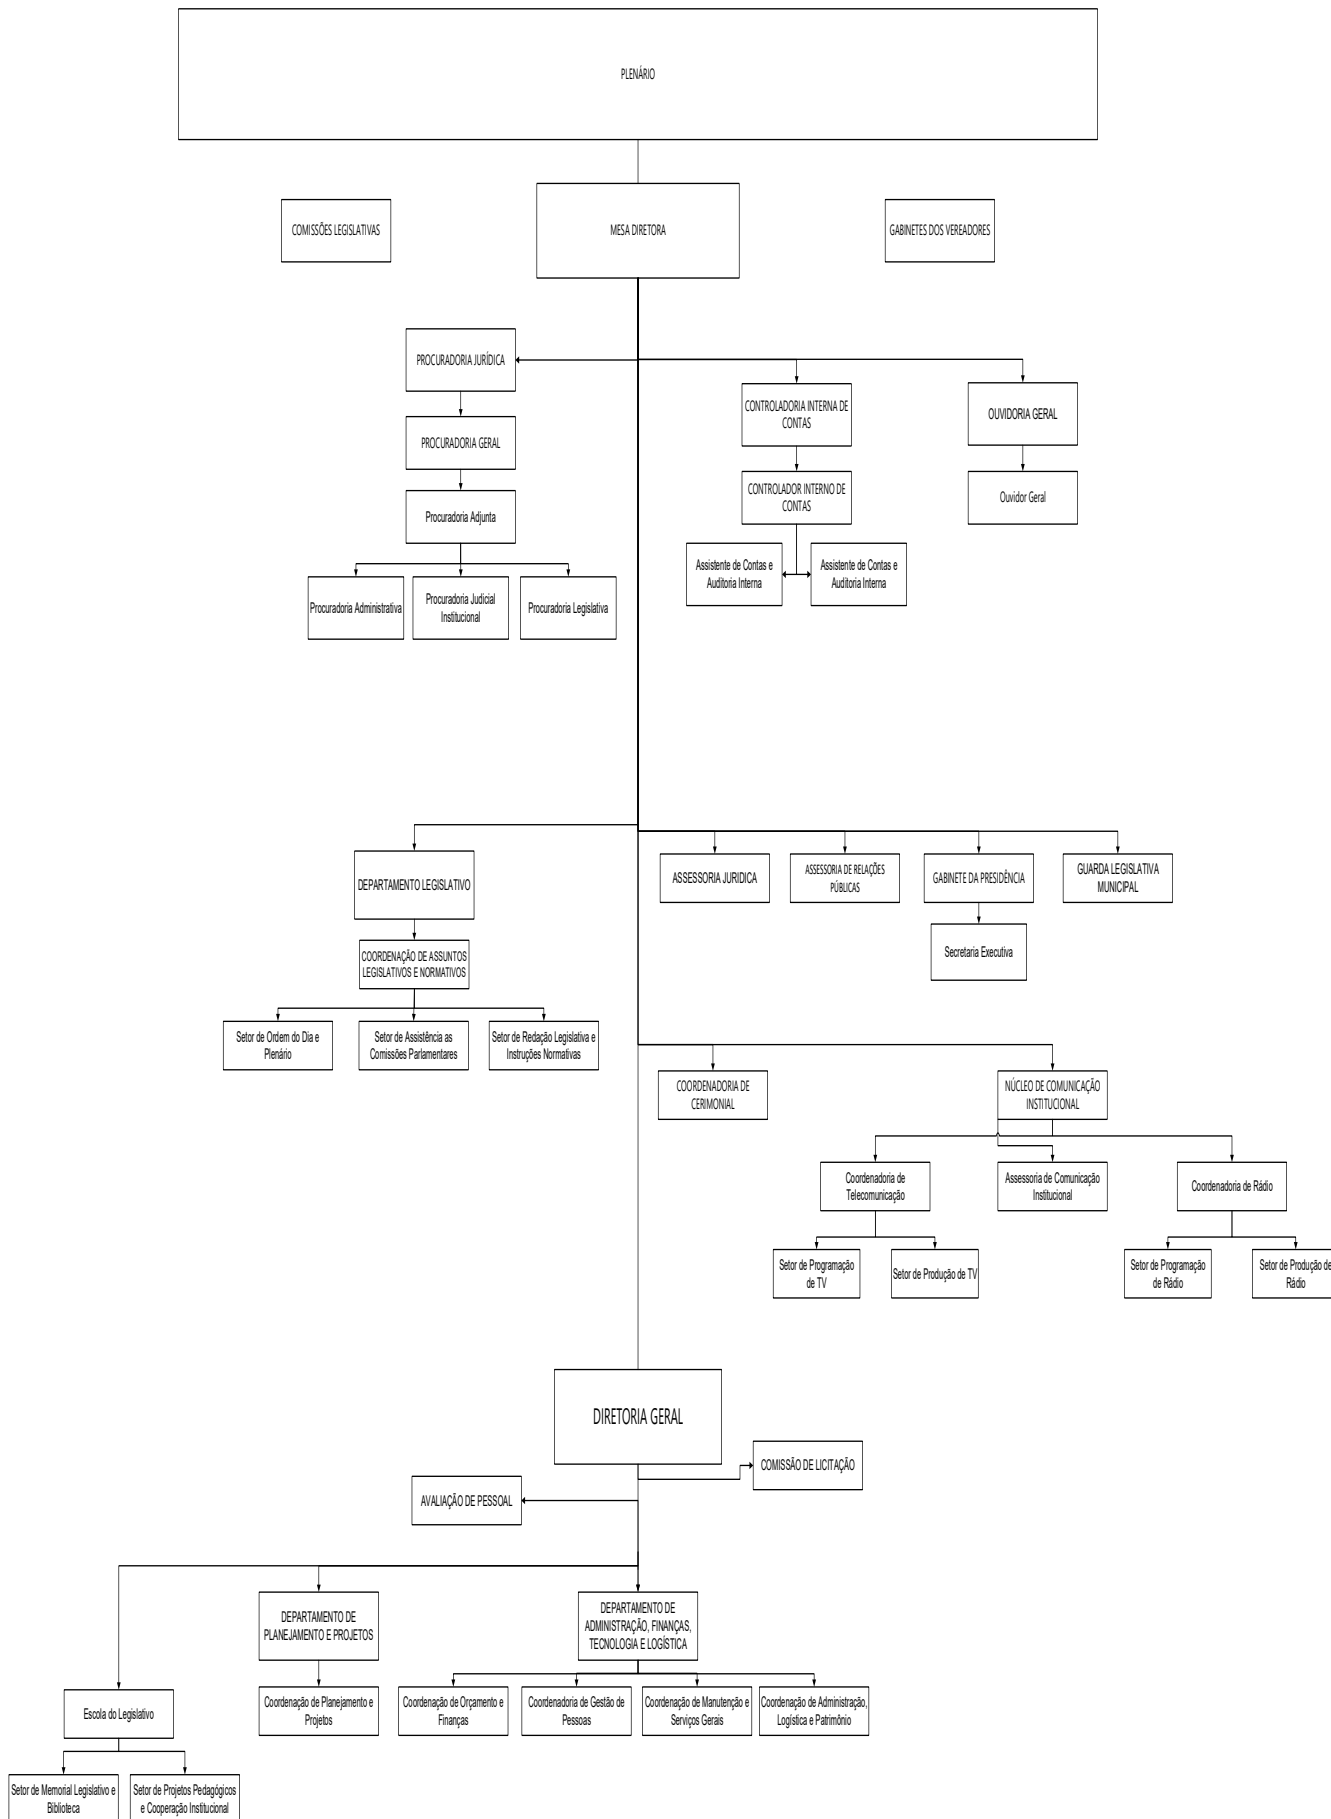 PLENÁRIO
COMISSÕES LEGISLATIVAS
MESA DIRETORA
GABINETES DOS VEREADORES
PROCURADORIA JURÍDICA
PROCURADORIA GERAL
Procuradoria Adjunta
Procuradoria Administrativa
Procuradoria Judicial
Institucional
Procuradoria Legislativa
CONTROLADORIA INTERNA DE
CONTAS
CONTROLADOR INTERNO DE
CONTAS
Assistente de Contas e
Auditoria Interna
Assistente de Contas e
Auditoria Interna
OUVIDORIA GERAL
Ouvidor Geral
DEPARTAMENTO LEGISLATIVO
COORDENAÇÃO DE ASSUNTOS
LEGISLATIVOS E NORMATIVOS
Setor de Ordem do Dia e
Plenário
Setor de Assistência as
Comissões Parlamentares
Setor de Redação Legislativa e
Instruções Normativas
ASSESSORIA JURIDICA
ASSESSORIA DE RELAÇÕES
PÚBLICAS
GABINETE DA PRESIDÊNCIA
Secretaria Executiva
GUARDA LEGISLATIVA
MUNICIPAL
COORDENADORIA DE
CERIMONIAL
NÚCLEO DE COMUNICAÇÃO
INSTITUCIONAL
Coordenadoria de
Telecomunicação
Assessoria de Comunicação
Institucional
Coordenadoria de Rádio
Setor de Programação
de TV
Setor de Produção de TV
Setor de Programação
de Rádio
Setor de Produção de
Rádio
DIRETORIA GERAL
COMISSÃO DE LICITAÇÃO
AVALIAÇÃO DE PESSOAL
DEPARTAMENTO DE
PLANEJAMENTO E PROJETOS
DEPARTAMENTO DE
ADMINISTRAÇÃO, FINANÇAS,
TECNOLOGIA E LOGÍSTICA
Escola do Legislativo
Coordenação de Planejamento e
Projetos
Coordenação de Orçamento e
Finanças
Coordenadoria de Gestão de
Pessoas
Coordenação de Manutenção e
Serviços Gerais
Coordenação de Administração,
Logística e Patrimônio
Setor de Memorial Legislativo e
Biblioteca
Setor de Projetos Pedagógicos
e Cooperação Institucional